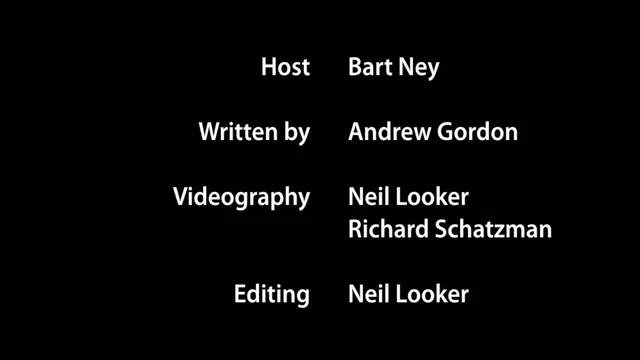 Host Bart Ney
Written by Andrew Gordon
Videography Neil Looker
Richard Schatzman
Editing Neil Looker